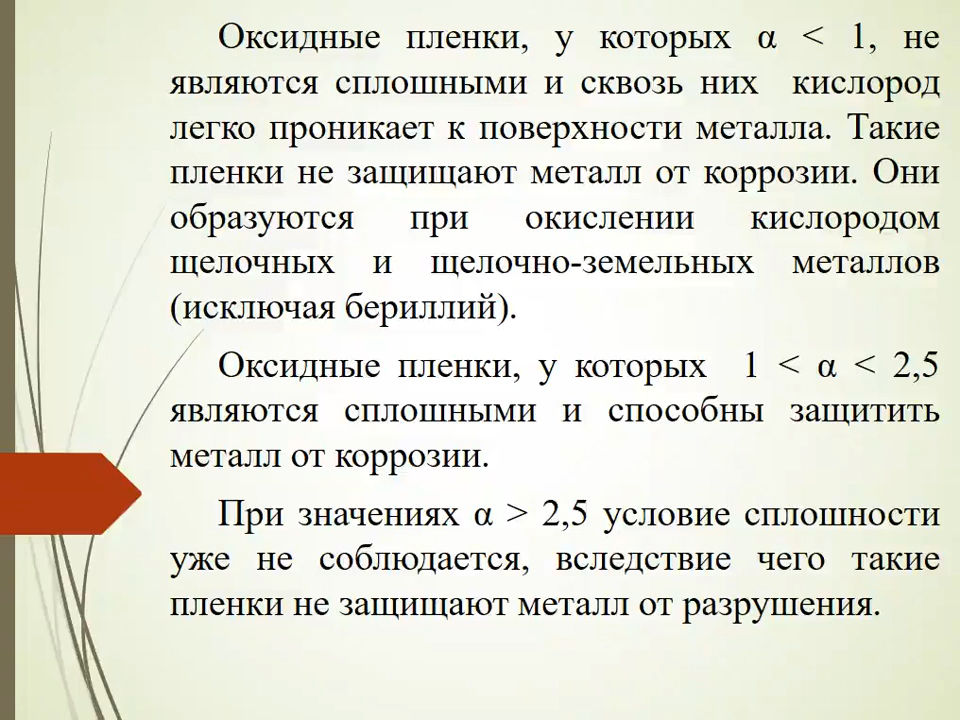 Оксидные пленки, у которых α < 1, не
являются сплошными и сквозь них кислород
легко проникает к поверхности металла. Такие
пленки не защищают металл от коррозии. Они
образуются при окислении кислородом
щелочных и щелочно-земельных металлов
(исключая бериллий).
Оксидные пленки, у которых 1 < α < 2,5
являются сплошными и способны защитить
металл от коррозии.
При значениях α > 2,5 условие сплошности
уже не соблюдается, вследствие чего такие
пленки не защищают металл от разрушения.